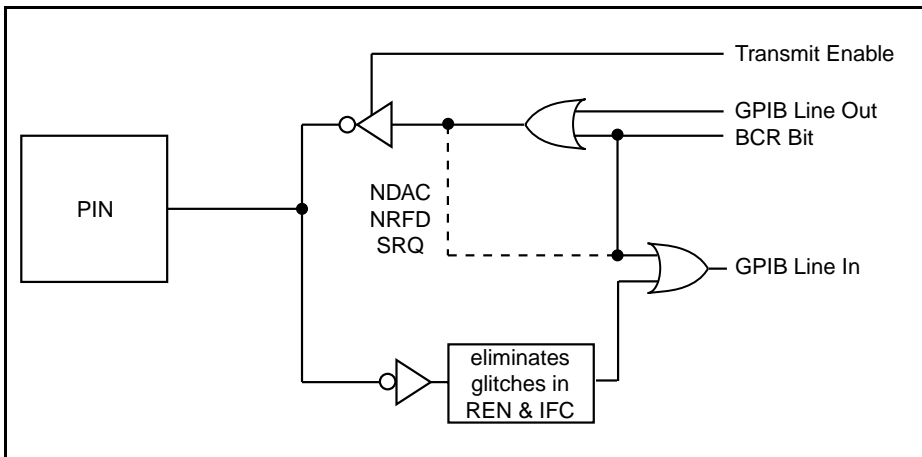 Transmit Enable
GPIB Line Out
BCR Bit
PIN
NDAC
NRFD
SRQ
GPIB Line In
eliminates
glitches in
REN & IFC